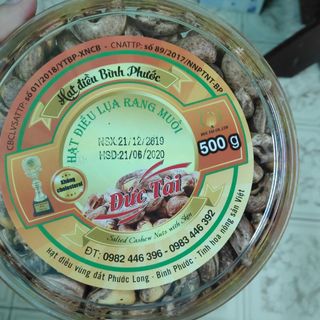 CBCLVSATTP: số 01/2018/YTBP-XNCB - CNATTP: số 89/2017/NNPTNT-BP
Hạt điều Bình Phước
HẠT ĐIỀU LỤA RANG MUỐI
NSX:21/12/2019
HSD:21/06/2020
500 g
Không
cholesterol
Đức Tài
Salted Cashew Nuts with Skin
ĐT: 0982 446 396 - 0983 446 392
Hạt điều vùng đất Phước Long - Bình Phước - Tinh hoa nông sản Việt